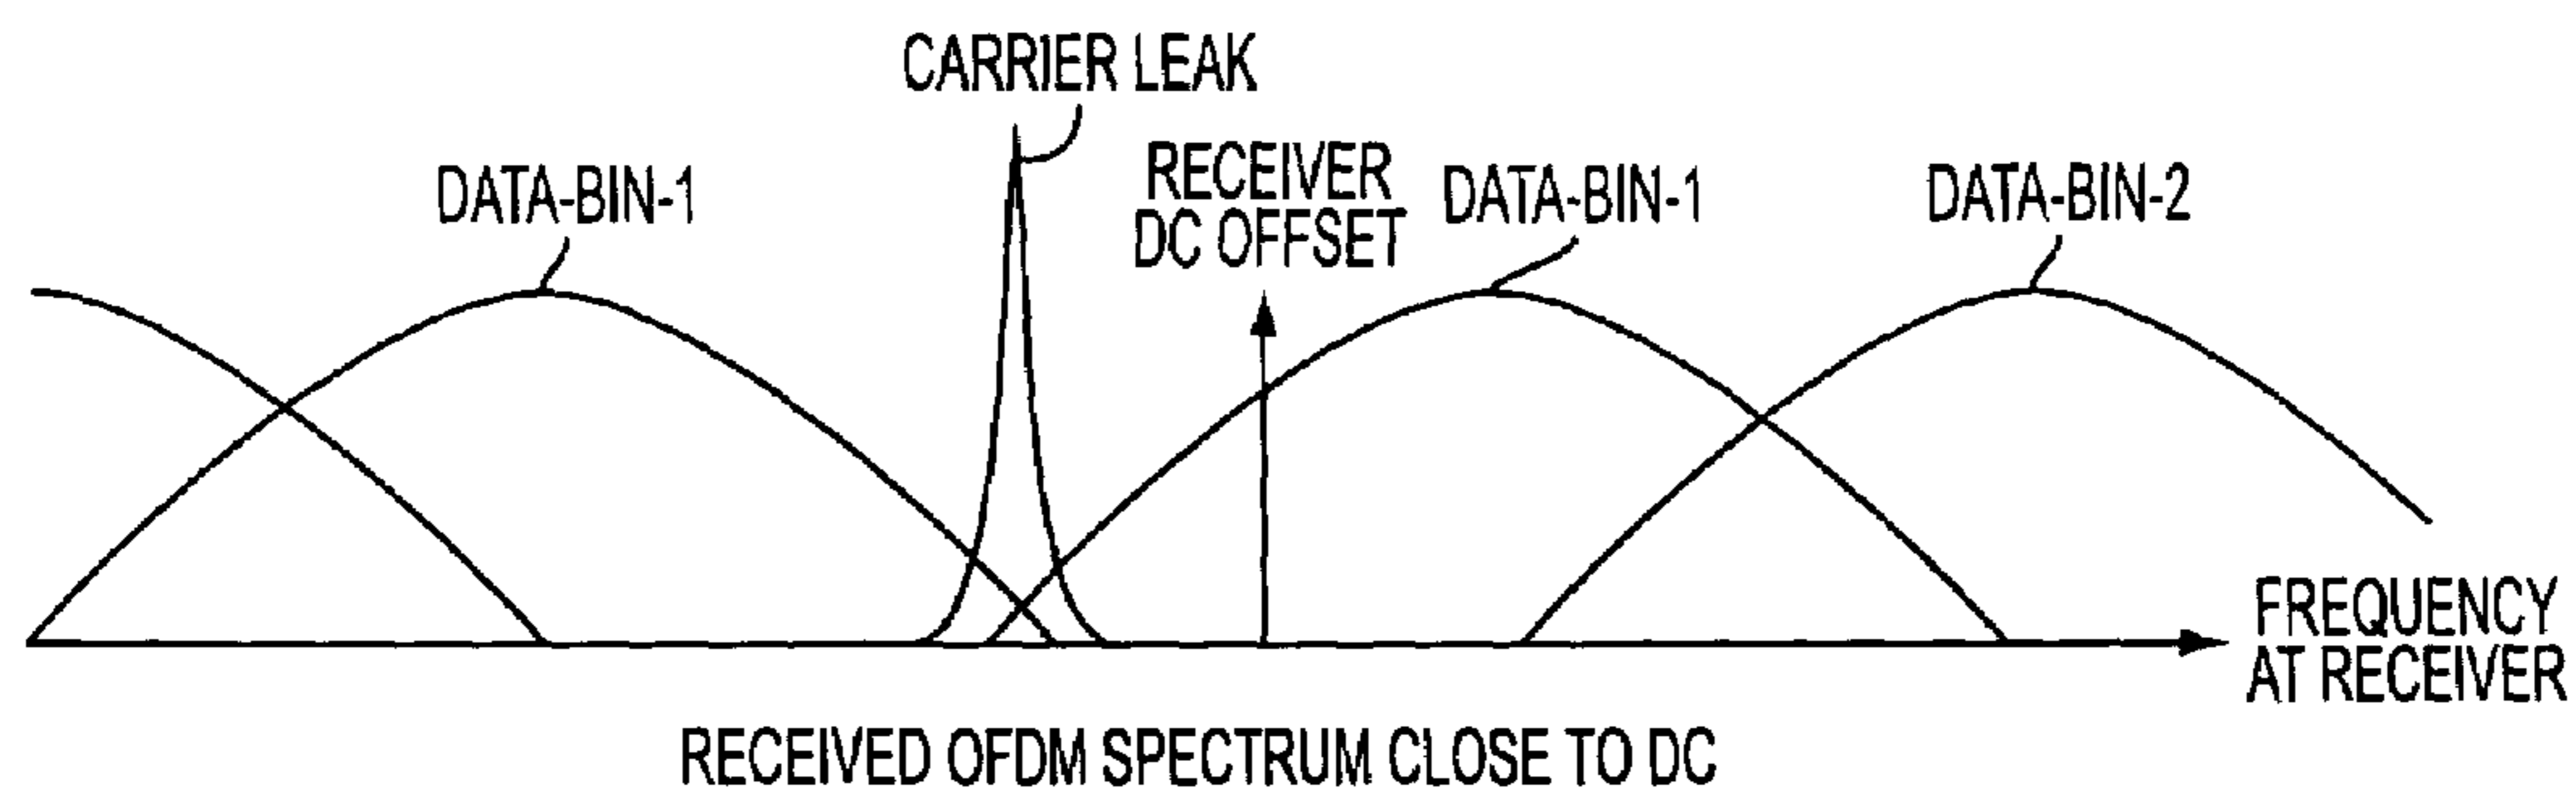 CARRIER LEAK
DATA-BIN-1
RECEIVER
DC OFFSET
DATA-BIN-1
DATA-BIN-2
FREQUENCY
AT RECEIVER
RECEIVED OFDM SPECTRUM CLOSE TO DC